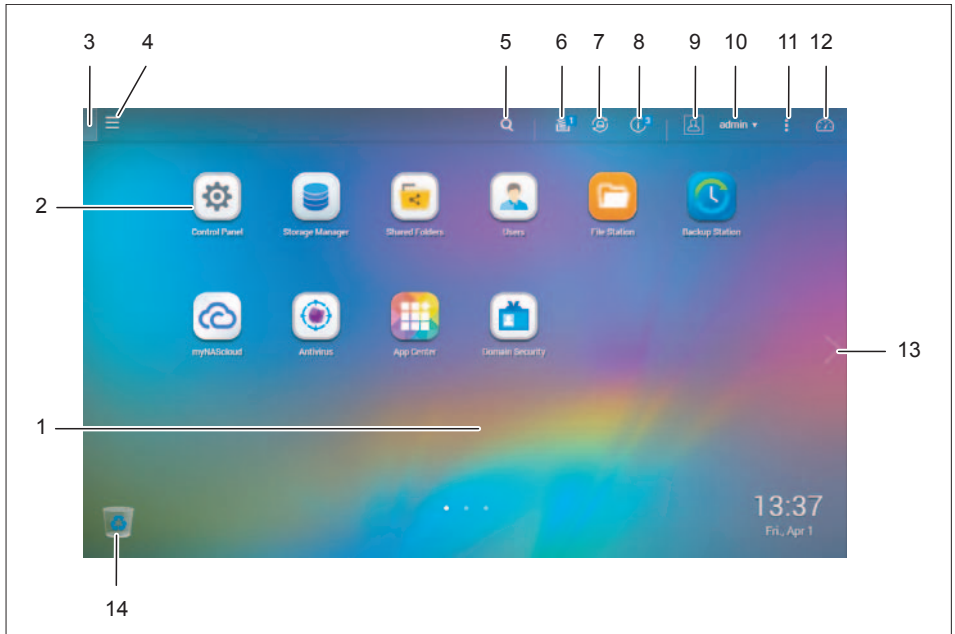 3 4 5 6 7 8 9 10 11 12
1 3 admin
2
Control Panel Storage Manager Shared Folders Users File Station Backup Station
myNAScloud Antivirus App Center Domain Security
13
1
13:37
Fri., Apr 1
14